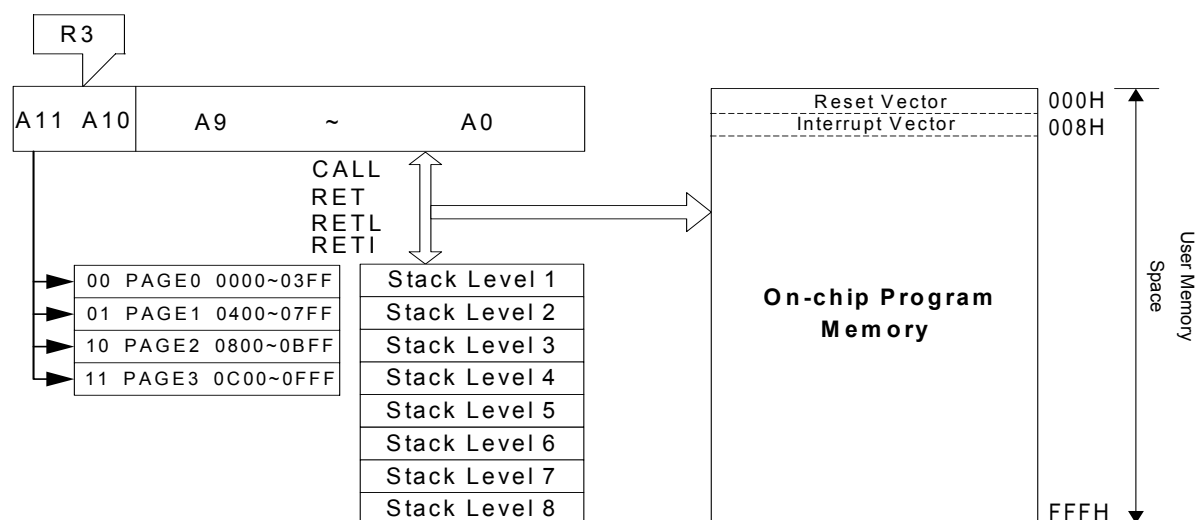 R3
A11 A10 A9 ~ A0
CALL
RET
RETL
RETI
00 PAGE0 0000~03FF
01 PAGE1 0400~07FF
10 PAGE2 0800~0BFF
11 PAGE3 0C00~0FFF
Stack Level 1
Stack Level 2
Stack Level 3
Stack Level 4
Stack Level 5
Stack Level 6
Stack Level 7
Stack Level 8
Reset Vector
Interrupt Vector
On-chip Program
Memory
000H
008H
FFFH
User Memory
Space